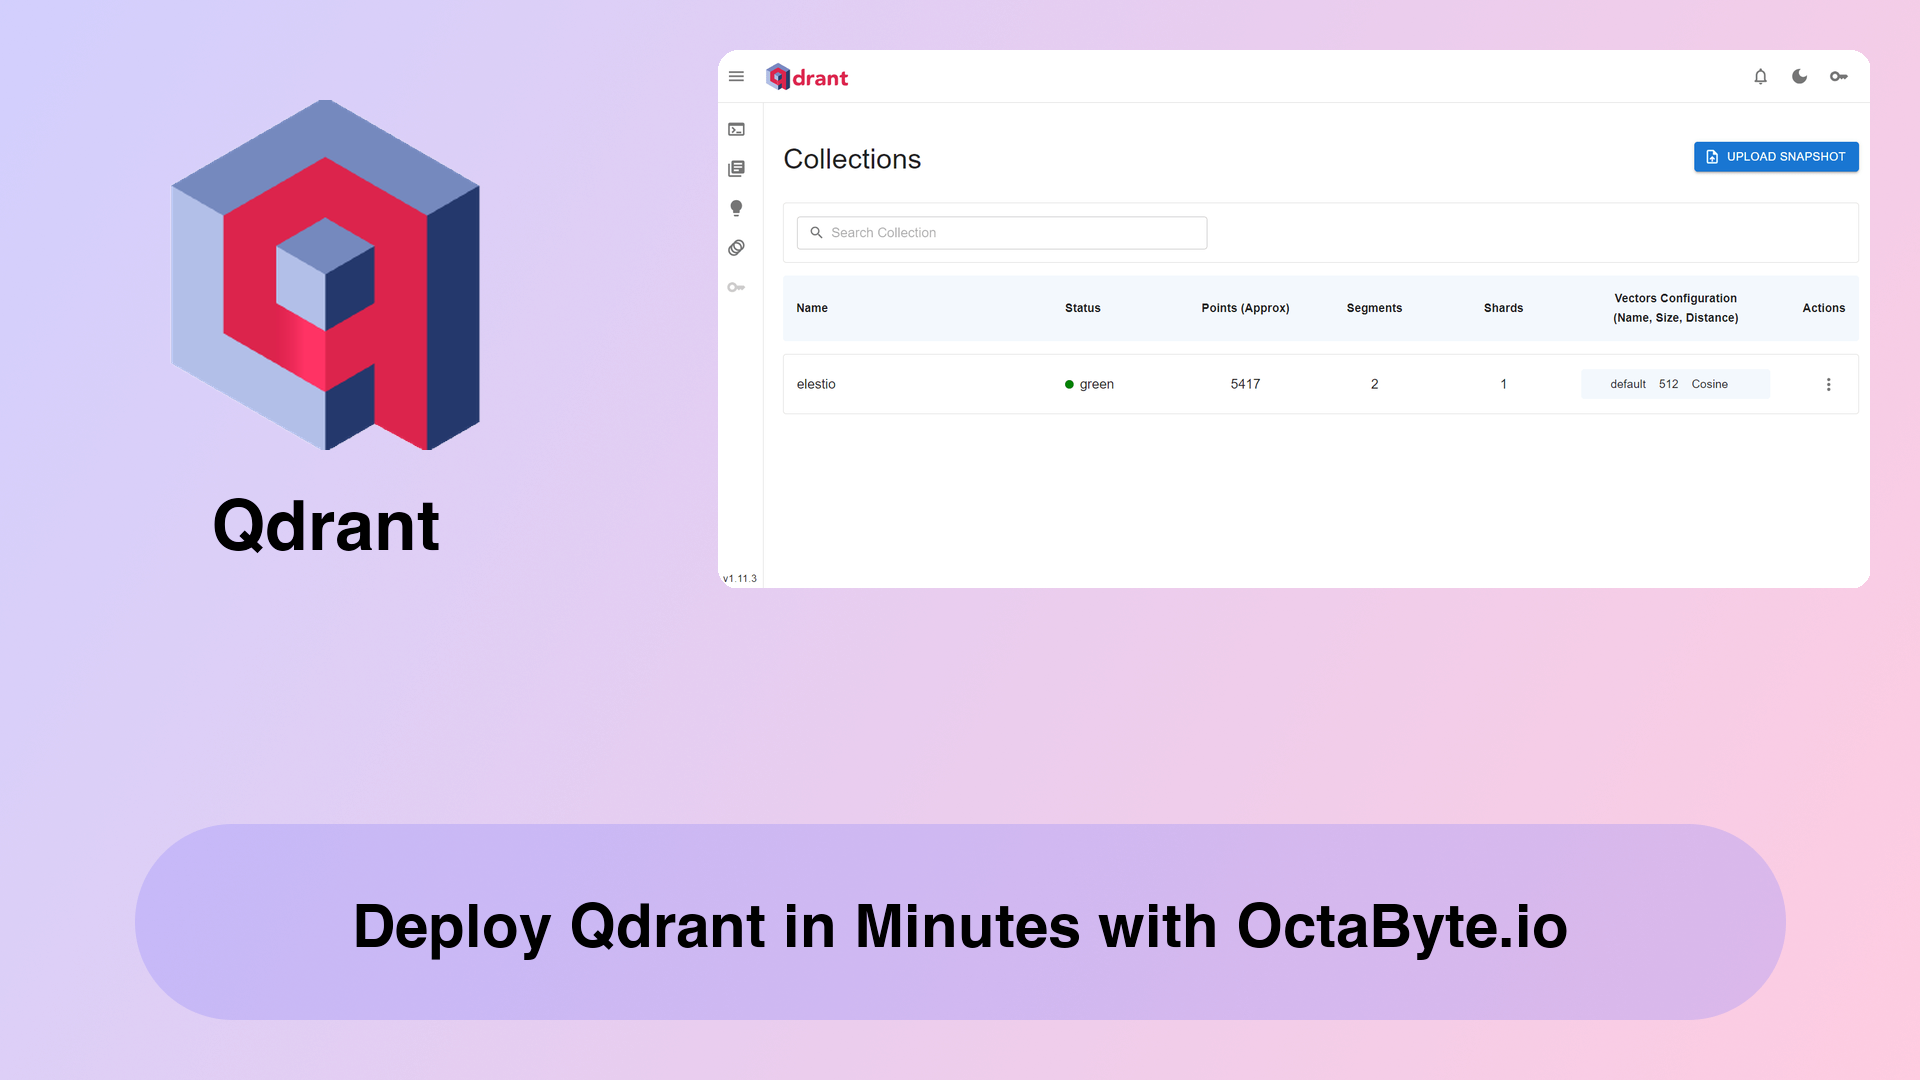 Qdrant
drant
Collections
UPLOAD SNAPSHOT
Search Collection
Name Status Points (Approx) Segments Shards Vectors Configuration (Name, Size, Distance) Actions
elestio green 5417 2 1 default 512 Cosine
v1.11.3
Deploy Qdrant in Minutes with OctaByte.io